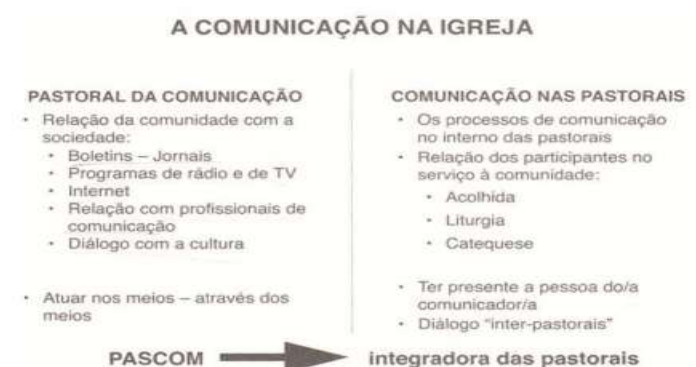 A COMUNICAÇÃO NA IGREJA
PASTORAL DA COMUNICAÇÃO
• Relação da comunidade com a
sociedade:
• Boletins – Jornais
• Programas de rádio e de TV
• Internet
• Relação com profissionais de
comunicação
• Diálogo com a cultura
• Atuar nos meios – através dos
meios
COMUNICAÇÃO NAS PASTORAIS
• Os processos de comunicação
no interno das pastorais
• Relação dos participantes no
serviço à comunidade:
• Acolhida
• Liturgia
• Catequese
• Ter presente a pessoa do/a
comunicador/a
• Diálogo "inter-pastorais"
PASCOM integradora das pastorais